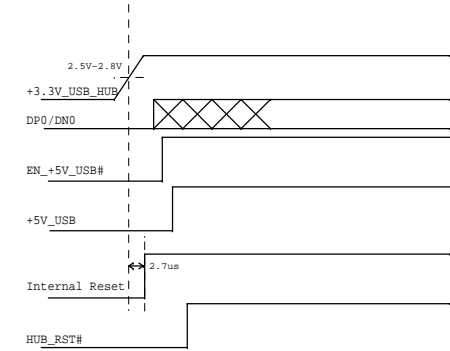 2.5V-2.8V
+3.3V_USB_HUB
DP0/DN0
EN_+5V_USB#
+5V_USB
2.7us
Internal Reset
HUB_RST#